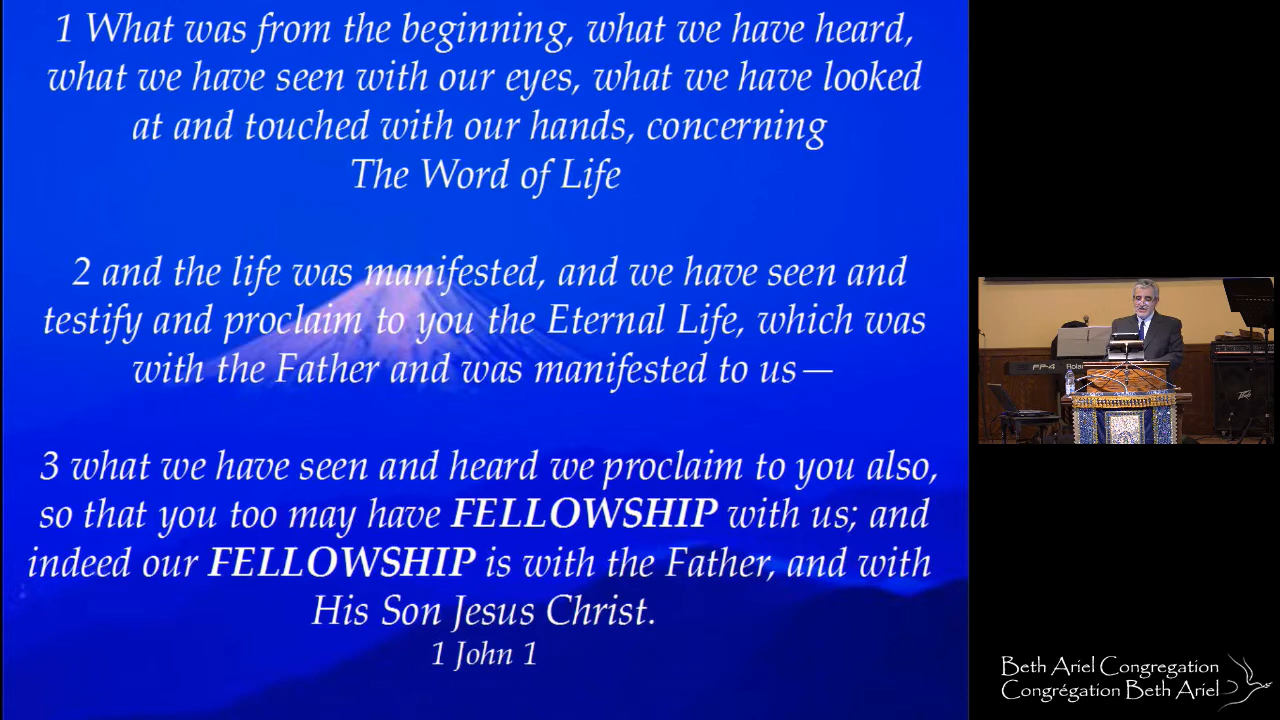 1 What was from the beginning, what we have heard,
what we have seen with our eyes, what we have looked
at and touched with our hands, concerning
The Word of Life
2 and the life was manifested, and we have seen and
testify and proclaim to you the Eternal Life, which was
with the Father and was manifested to us—
3 what we have seen and heard we proclaim to you also,
so that you too may have FELLOWSHIP with us; and
indeed our FELLOWSHIP is with the Father, and with
His Son Jesus Christ.
1 John 1
FP-4 Rola
Beth Ariel Congregation
Congrégation Beth Ariel